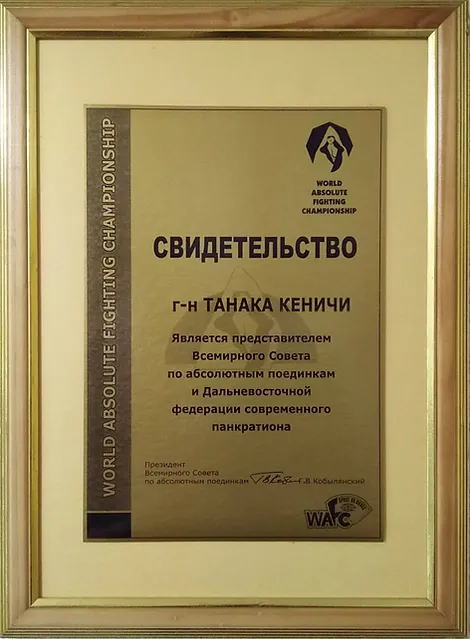 WORLD ABSOLUTE FIGHTING CHAMPIONSHIP
WORLD
ABSOLUTE
FIGHTING
CHAMPIONSHIP
СВИДЕТЕЛЬСТВО
г-н ТАНАКА КЕНИЧИ
Является представителем
Всемирного Совета
по абсолютным поединкам
и Дальневосточной
федерации современного
панкратиона
Президент
Всемирного Совета
по абсолютным поединкам Г.В.Кобылянский
WAFC